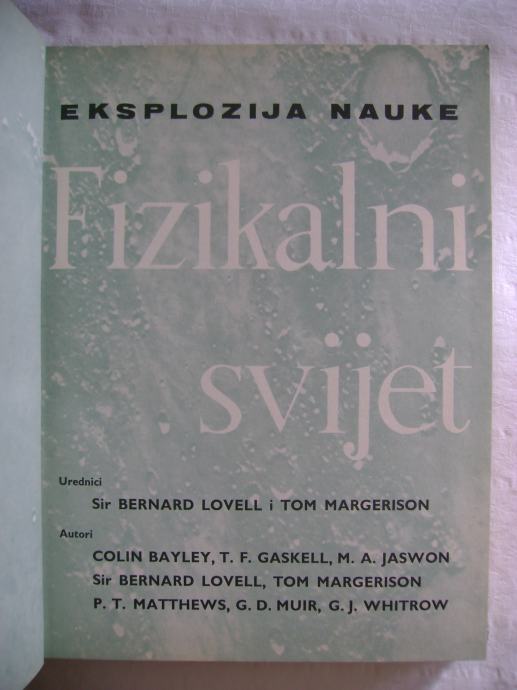 EKSPLOZIJA NAUKE
Fizikalni
svijet
Urednici
Sir BERNARD LOVELL i TOM MARGERISON
Autori
COLIN BAYLEY, T. F. GASKELL, M. A. JASWON
Sir BERNARD LOVELL, TOM MARGERISON
P. T. MATTHEWS, G. D. MUIR, G. J. WHITROW